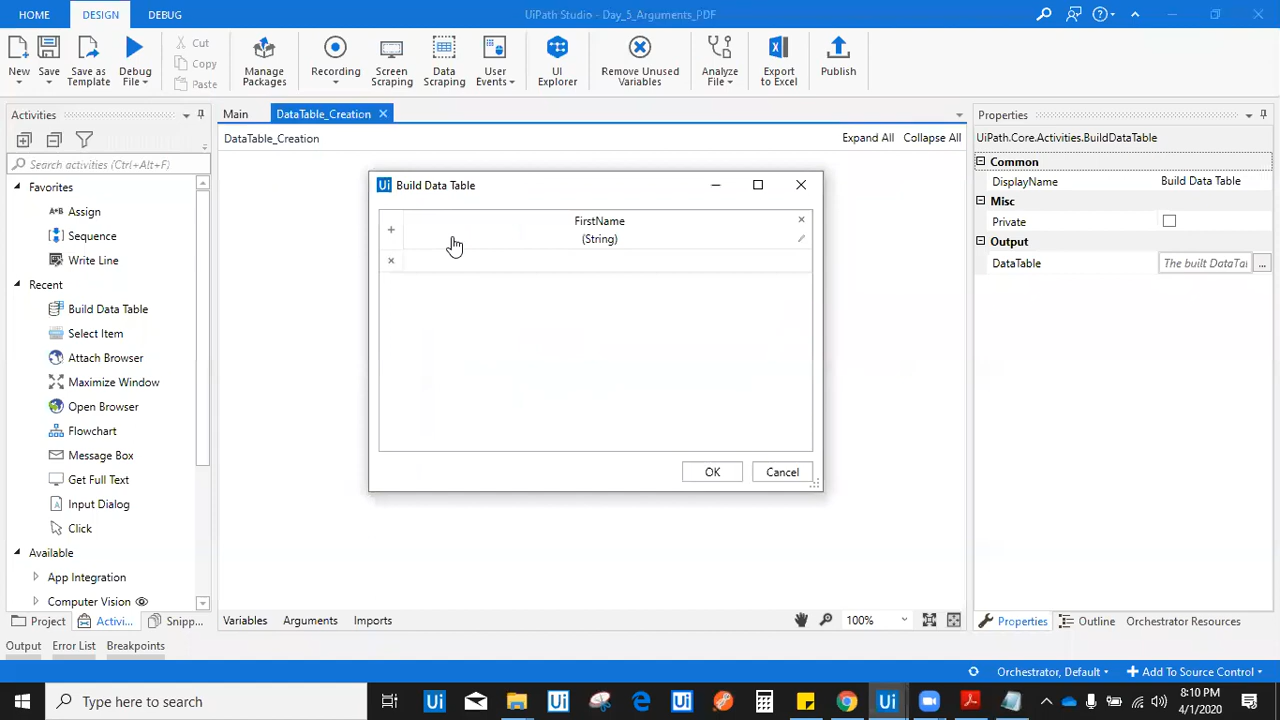 HOME
DESIGN
DEBUG
UiPath Studio - Day_5_Arguments_PDF
New
Save
Save as Template
Debug File
Cut
Copy
Paste
Manage Packages
Recording
Screen Scraping
Data Scraping
User Events
UI Explorer
Remove Unused Variables
Analyze File
Export to Excel
Publish
Activities
Search activities (Ctrl+Alt+F)
Favorites
Assign
Sequence
Write Line
Recent
Build Data Table
Select Item
Attach Browser
Maximize Window
Open Browser
Flowchart
Message Box
Get Full Text
Input Dialog
Click
Available
App Integration
Computer Vision
Project
Activi...
Snipp...
Main
DataTable_Creation
DataTable_Creation
Expand All
Collapse All
Ui
Build Data Table
FirstName
(String)
OK
Cancel
Variables
Arguments
Imports
100%
Properties
UiPath.Core.Activities.BuildDataTable
Common
DisplayName
Build Data Table
Misc
Private
Output
DataTable
The built DataTal
...
Properties
Outline
Orchestrator Resources
Output
Error List
Breakpoints
Orchestrator, Default
Add To Source Control
Type here to search
Ui
Ui
Ui
Ui
8:10 PM
4/1/2020